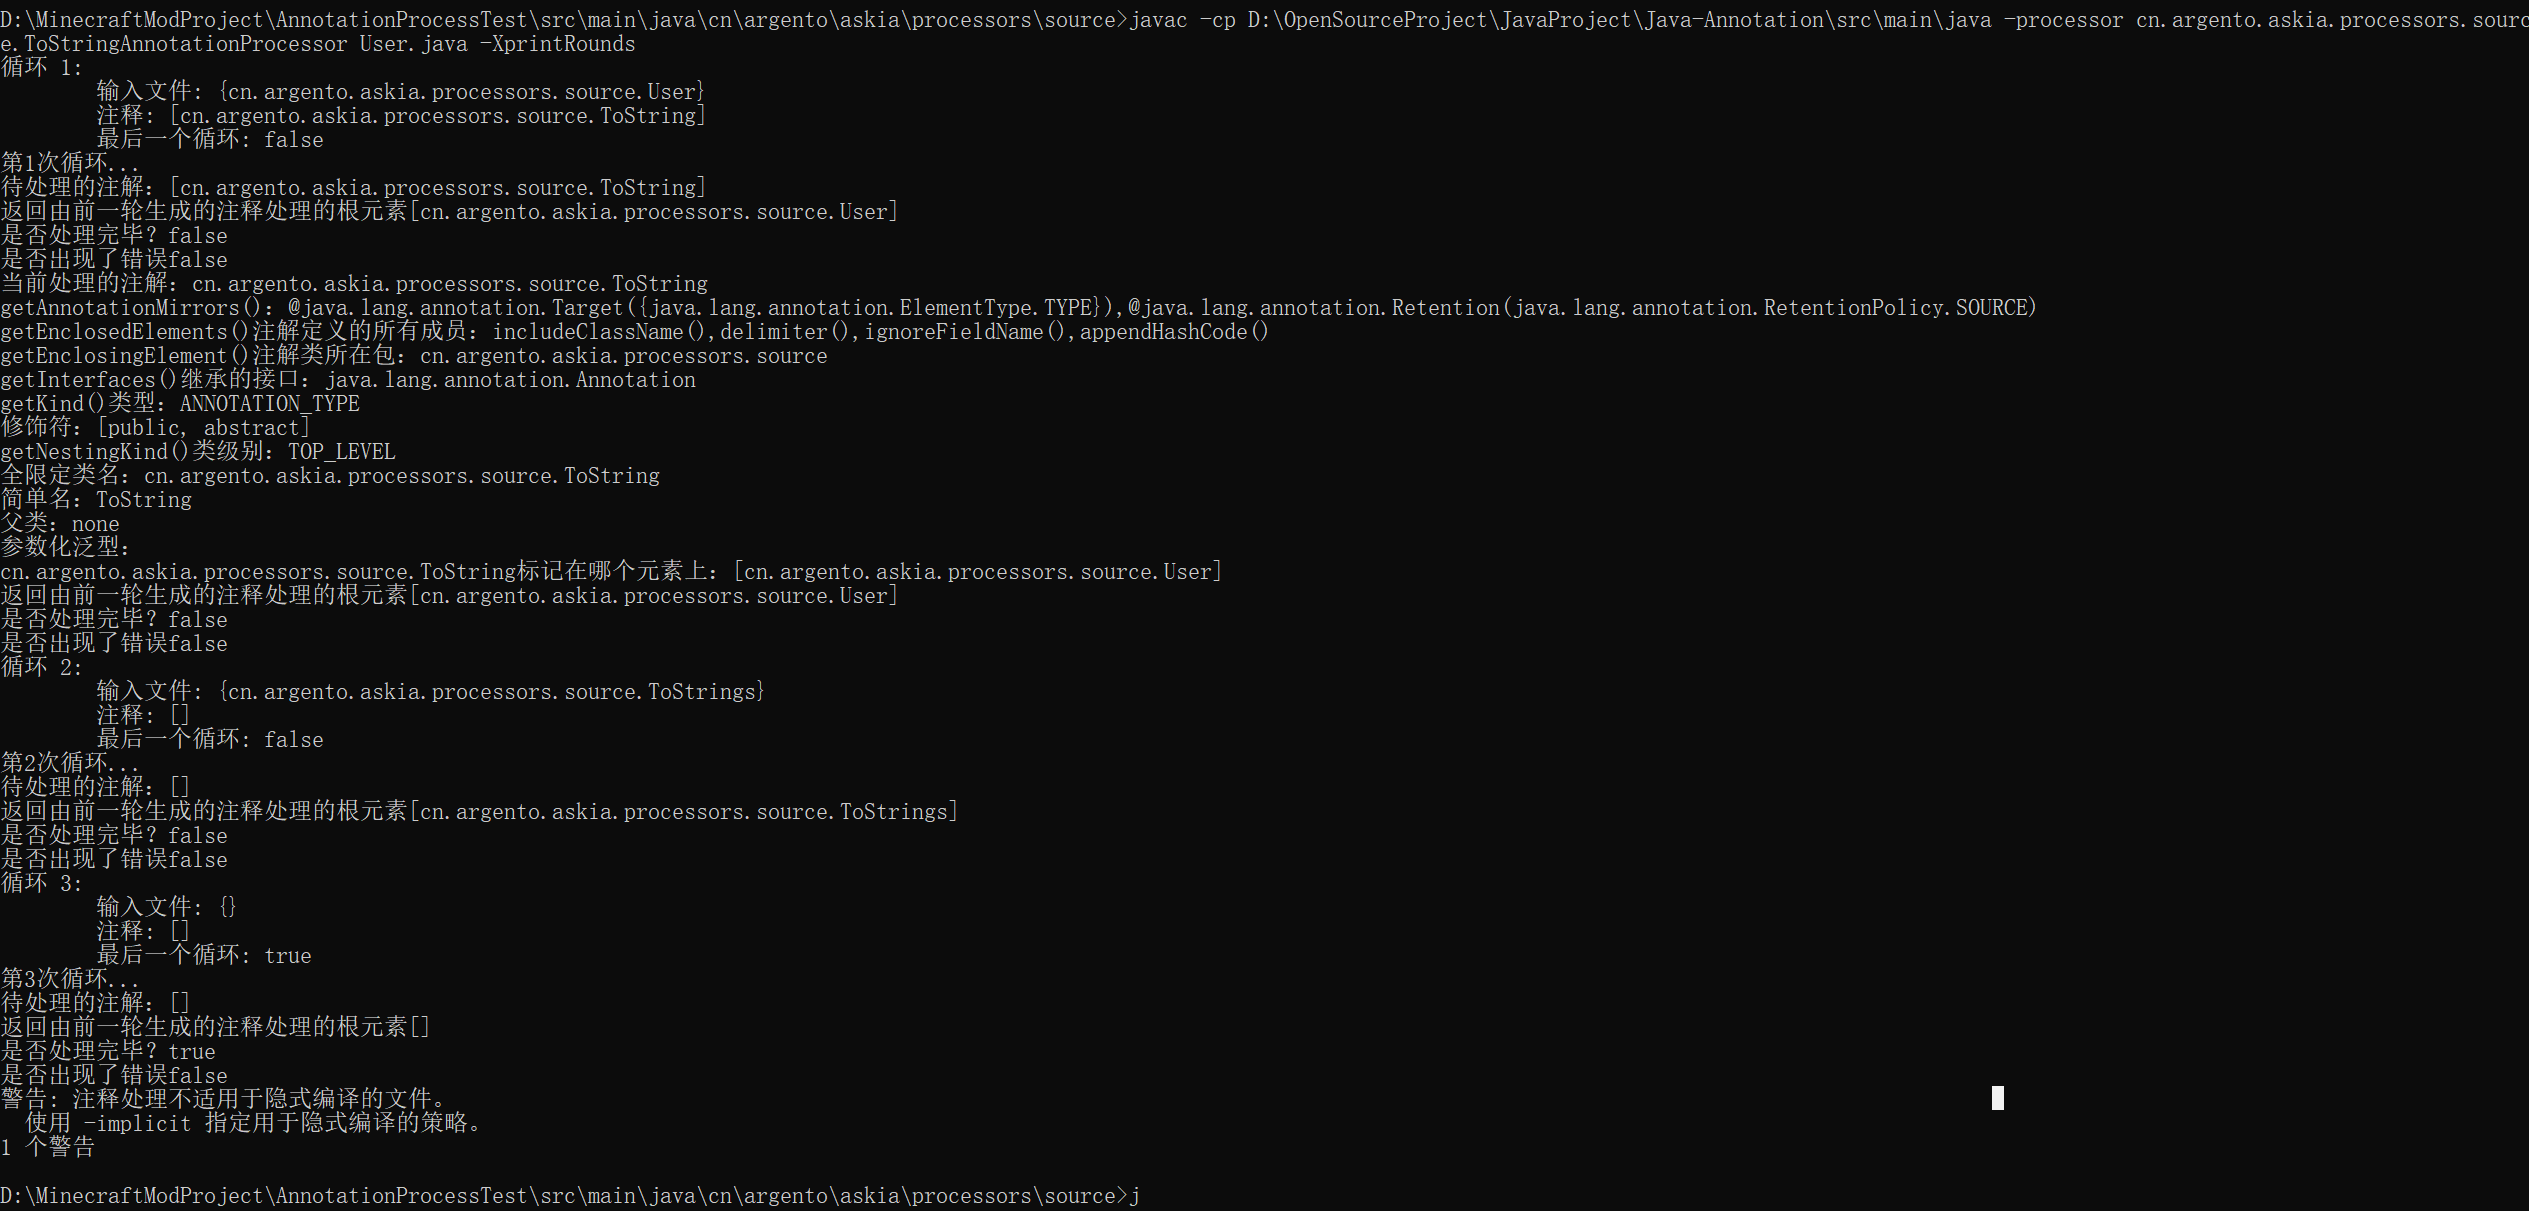 D:\MinecraftModProject\AnnotationProcessTest\src\main\java\cn\argento\askia\processors\source>javac -cp D:\OpenSourceProject\JavaProject\Java-Annotation\src\main\java -processor cn.argento.askia.processors.sourc
e.ToStringAnnotationProcessor User.java -XprintRounds
循环 1:
        输入文件: {cn.argento.askia.processors.source.User}
        注释: [cn.argento.askia.processors.source.ToString]
        最后一个循环: false
第1次循环...
待处理的注解：[cn.argento.askia.processors.source.ToString]
返回由前一轮生成的注释处理的根元素[cn.argento.askia.processors.source.User]
是否处理完毕？false
是否出现了错误false
当前处理的注解：cn.argento.askia.processors.source.ToString
getAnnotationMirrors()：@java.lang.annotation.Target({java.lang.annotation.ElementType.TYPE}),@java.lang.annotation.Retention(java.lang.annotation.RetentionPolicy.SOURCE)
getEnclosedElements()注解定义的所有成员：includeClassName(),delimiter(),ignoreFieldName(),appendHashCode()
getEnclosingElement()注解类所在包：cn.argento.askia.processors.source
getInterfaces()继承的接口：java.lang.annotation.Annotation
getKind()类型：ANNOTATION_TYPE
修饰符：[public, abstract]
getNestingKind()类级别：TOP_LEVEL
全限定类名：cn.argento.askia.processors.source.ToString
简单名：ToString
父类：none
参数化泛型：
cn.argento.askia.processors.source.ToString标记在哪个元素上：[cn.argento.askia.processors.source.User]
返回由前一轮生成的注释处理的根元素[cn.argento.askia.processors.source.User]
是否处理完毕？false
是否出现了错误false
循环 2:
        输入文件: {cn.argento.askia.processors.source.ToStrings}
        注释: []
        最后一个循环: false
第2次循环...
待处理的注解：[]
返回由前一轮生成的注释处理的根元素[cn.argento.askia.processors.source.ToStrings]
是否处理完毕？false
是否出现了错误false
循环 3:
        输入文件: {}
        注释: []
        最后一个循环: true
第3次循环...
待处理的注解：[]
返回由前一轮生成的注释处理的根元素[]
是否处理完毕？true
是否出现了错误false
警告: 注释处理不适用于隐式编译的文件。
  使用 -implicit 指定用于隐式编译的策略。
1 个警告
D:\MinecraftModProject\AnnotationProcessTest\src\main\java\cn\argento\askia\processors\source>j